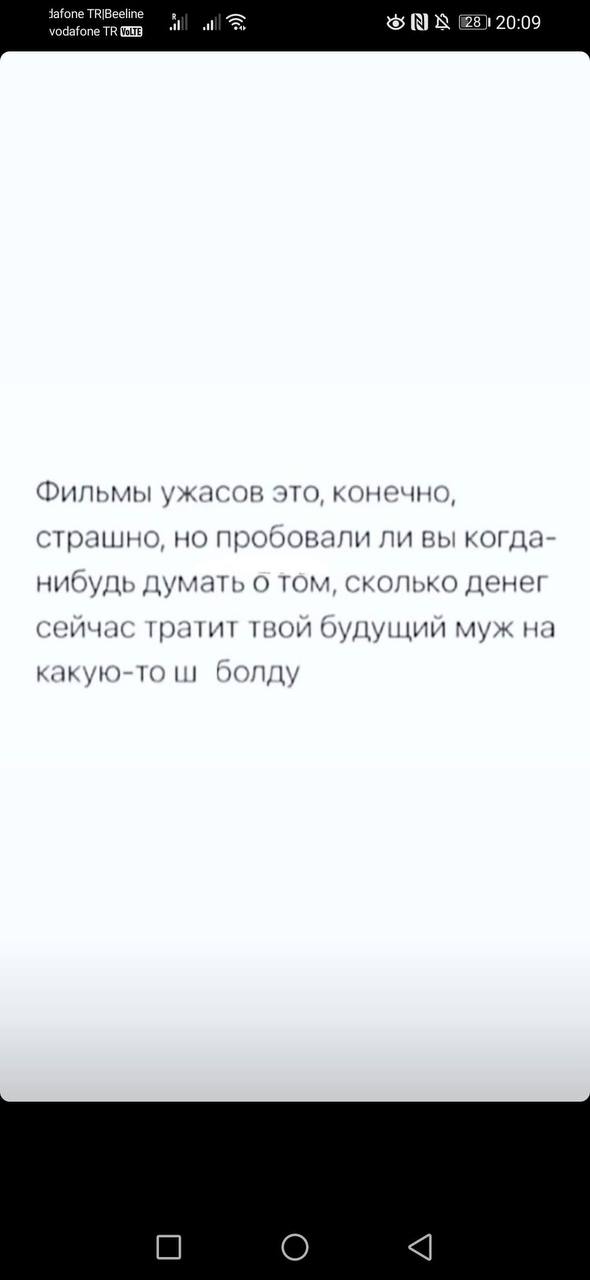 dafone TR|Beeline
vodafone TR VoLTE
R
28
20:09
Фильмы ужасов это, конечно,
страшно, но пробовали ли вы когда-
нибудь думать о том, сколько денег
сейчас тратит твой будущий муж на
какую-то ш болду